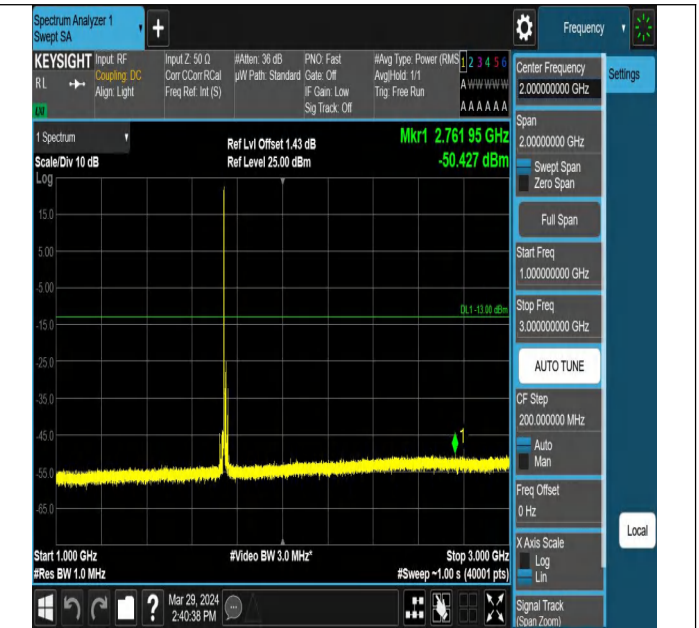 Spectrum Analyzer 1
Swept SA
+
Frequency
KEYSIGHT
RL
Input: RF
Coupling: DC
Align: Light
Input Z: 50 Ω
Corr CCorr RCal
Freq Ref: Int (S)
#Atten: 36 dB
µW Path: Standard
PNO: Fast
Gate: Off
IF Gain: Low
Sig Track: Off
#Avg Type: Power (RMS
Avg|Hold: 1/1
Trig: Free Run
1 2 3 4 5 6
A W W W W W
A A A A A A
1 Spectrum
Scale/Div 10 dB
Log
Ref Lvl Offset 1.43 dB
Ref Level 25.00 dBm
Mkr1 2.761 95 GHz
-50.427 dBm
15.0
5.00
-5.00
-15.0
-25.0
-35.0
-45.0
-55.0
-65.0
DL1 -13.00 dBm
1
Start 1.000 GHz
#Res BW 1.0 MHz
#Video BW 3.0 MHz*
Stop 3.000 GHz
#Sweep ~1.00 s (40001 pts)
?
Mar 29, 2024
2:40:38 PM
Center Frequency
2.000000000 GHz
Settings
Span
2.00000000 GHz
Swept Span
Zero Span
Full Span
Start Freq
1.000000000 GHz
Stop Freq
3.000000000 GHz
AUTO TUNE
CF Step
200.000000 MHz
Auto
Man
Freq Offset
0 Hz
X Axis Scale
Log
Lin
Local
Signal Track
(Span Zoom)